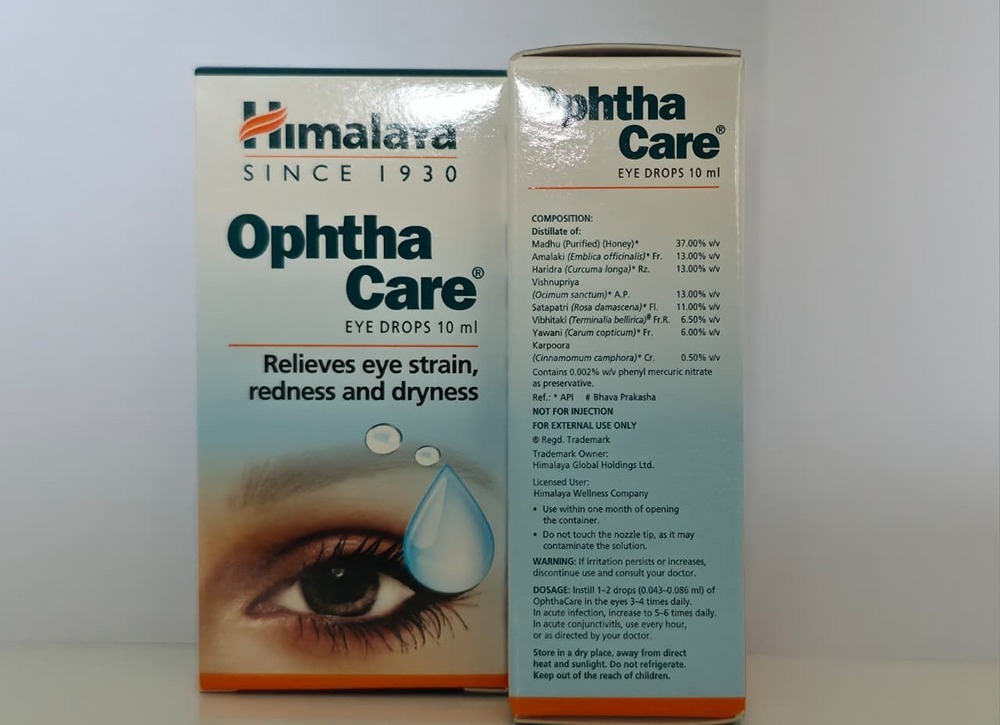 Himalaya
SINCE 1930
Ophtha
Care®
EYE DROPS 10 ml
Relieves eye strain,
redness and dryness
Ophtha
Care®
EYE DROPS 10 ml
COMPOSITION:
Distillate of:
Madhu (Purified) (Honey)* 37.00% v/v
Amalaki (Emblica officinalis)* Fr. 13.00% v/v
Haridra (Curcuma longa)* Rz. 13.00% v/v
Vishnupriya
(Ocimum sanctum)* A.P. 13.00% v/v
Satapatri (Rosa damascena)* Fl. 11.00% v/v
Vibhitaki (Terminalia bellirica)# Fr.R. 6.50% v/v
Yawani (Carum copticum)* Fr. 6.00% v/v
Karpoora
(Cinnamomum camphora)* Cr. 0.50% v/v
Contains 0.002% w/v phenyl mercuric nitrate
as preservative.
Ref.: * API # Bhava Prakasha
NOT FOR INJECTION
FOR EXTERNAL USE ONLY
® Regd. Trademark
Trademark Owner:
Himalaya Global Holdings Ltd.
Licensed User:
Himalaya Wellness Company
• Use within one month of opening
the container.
• Do not touch the nozzle tip, as it may
contaminate the solution.
WARNING: If irritation persists or increases,
discontinue use and consult your doctor.
DOSAGE: Instill 1–2 drops (0.043–0.086 ml) of
OphthaCare in the eyes 3–4 times daily.
In acute infection, increase to 5–6 times daily.
In acute conjunctivitis, use every hour,
or as directed by your doctor.
Store in a dry place, away from direct
heat and sunlight. Do not refrigerate.
Keep out of the reach of children.